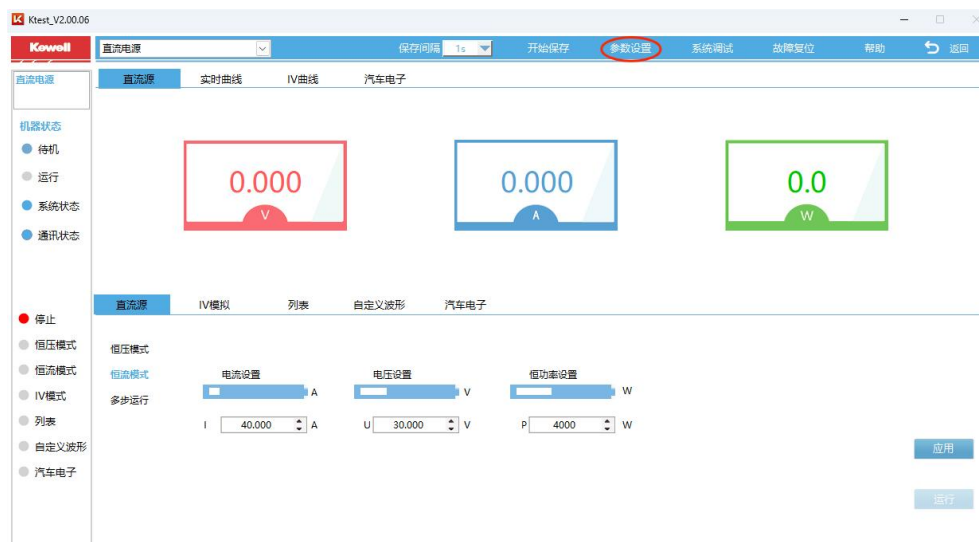 Ktest_V2.00.06
Kewell
直流电源
保存间隔 1s 开始保存 参数设置 系统调试 故障复位 帮助 返回
直流电源
直流源 实时曲线 IV曲线 汽车电子
机器状态
待机
运行
系统状态
通讯状态
0.000
V
0.000
A
0.0
W
直流源 IV模拟 列表 自定义波形 汽车电子
停止
恒压模式
恒流模式
IV模式
列表
自定义波形
汽车电子
恒压模式
恒流模式
多步运行
电流设置 电压设置 恒功率设置
A V W
I 40.000 A U 30.000 V P 4000 W
应用
运行